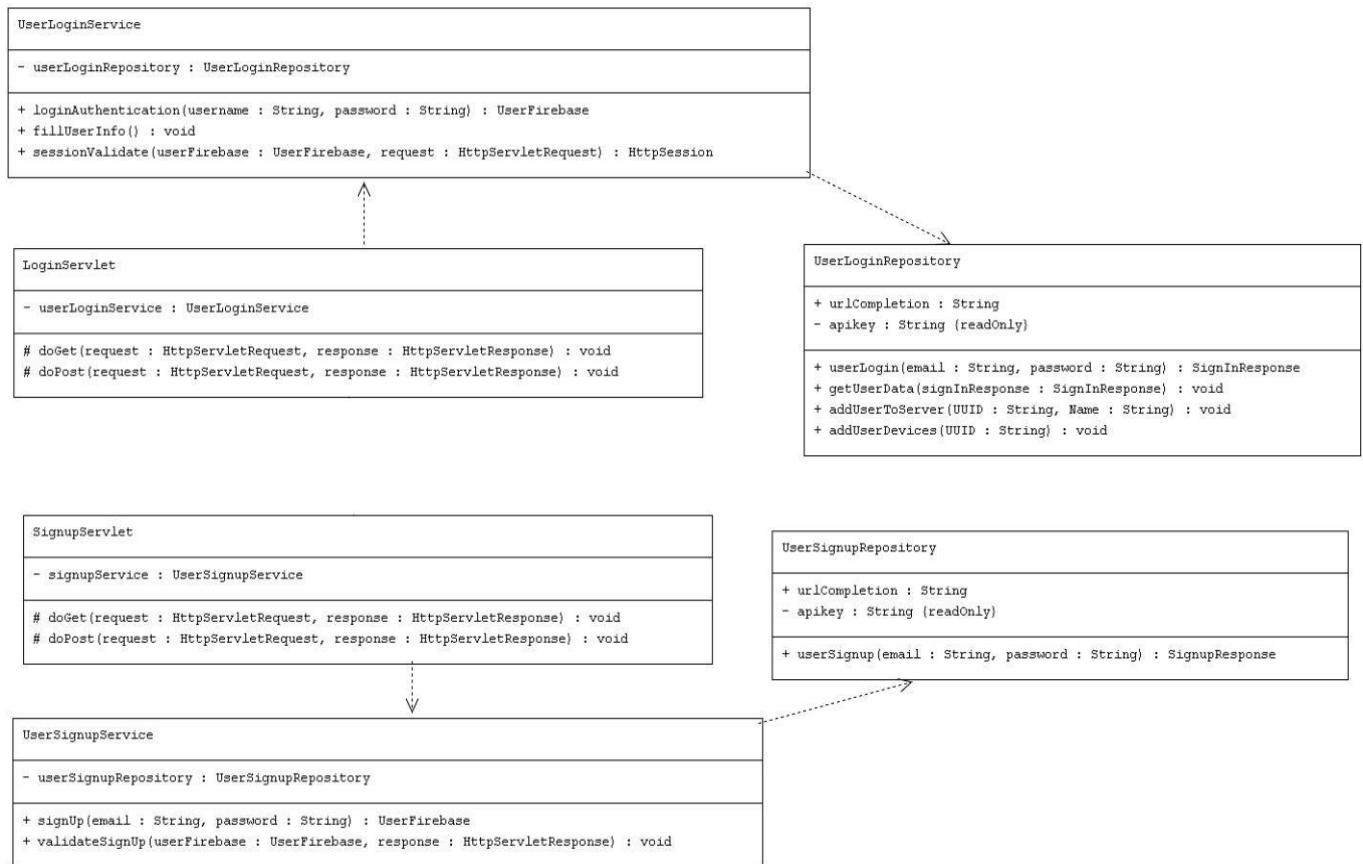 UserLoginService
- userLoginRepository : UserLoginRepository
+ loginAuthentication(username : String, password : String) : UserFirebase
+ fillUserInfo() : void
+ sessionValidate(userFirebase : UserFirebase, request : HttpServletRequest) : HttpSession
LoginServlet
- userLoginService : UserLoginService
# doGet(request : HttpServletRequest, response : HttpServletResponse) : void
# doPost(request : HttpServletRequest, response : HttpServletResponse) : void
UserLoginRepository
+ urlCompletion : String
- apikey : String {readOnly}
+ userLogin(email : String, password : String) : SignInResponse
+ getUserData(signInResponse : SignInResponse) : void
+ addUserToServer(UUID : String, Name : String) : void
+ addUserDevices(UUID : String) : void
SignupServlet
- signupService : UserSignupService
# doGet(request : HttpServletRequest, response : HttpServletResponse) : void
# doPost(request : HttpServletRequest, response : HttpServletResponse) : void
UserSignupRepository
+ urlCompletion : String
- apikey : String {readOnly}
+ userSignup(email : String, password : String) : SignupResponse
UserSignupService
- userSignupRepository : UserSignupRepository
+ signUp(email : String, password : String) : UserFirebase
+ validateSignUp(userFirebase : UserFirebase, response : HttpServletResponse) : void